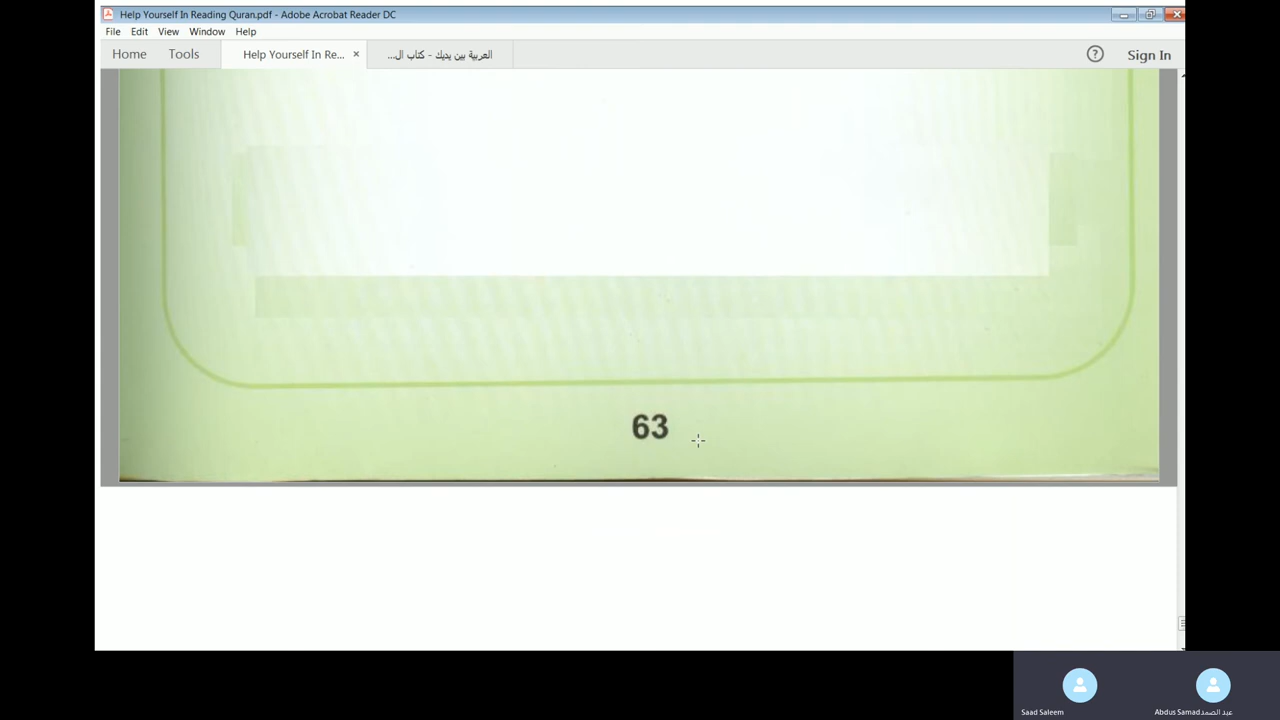 Help Yourself In Reading Quran.pdf - Adobe Acrobat Reader DC
File Edit View Window Help
Home Tools Help Yourself In Re... × العربية بين يديك - كتاب ال... ? Sign In
63
Saad Saleem Abdus Samad عبد الصمد